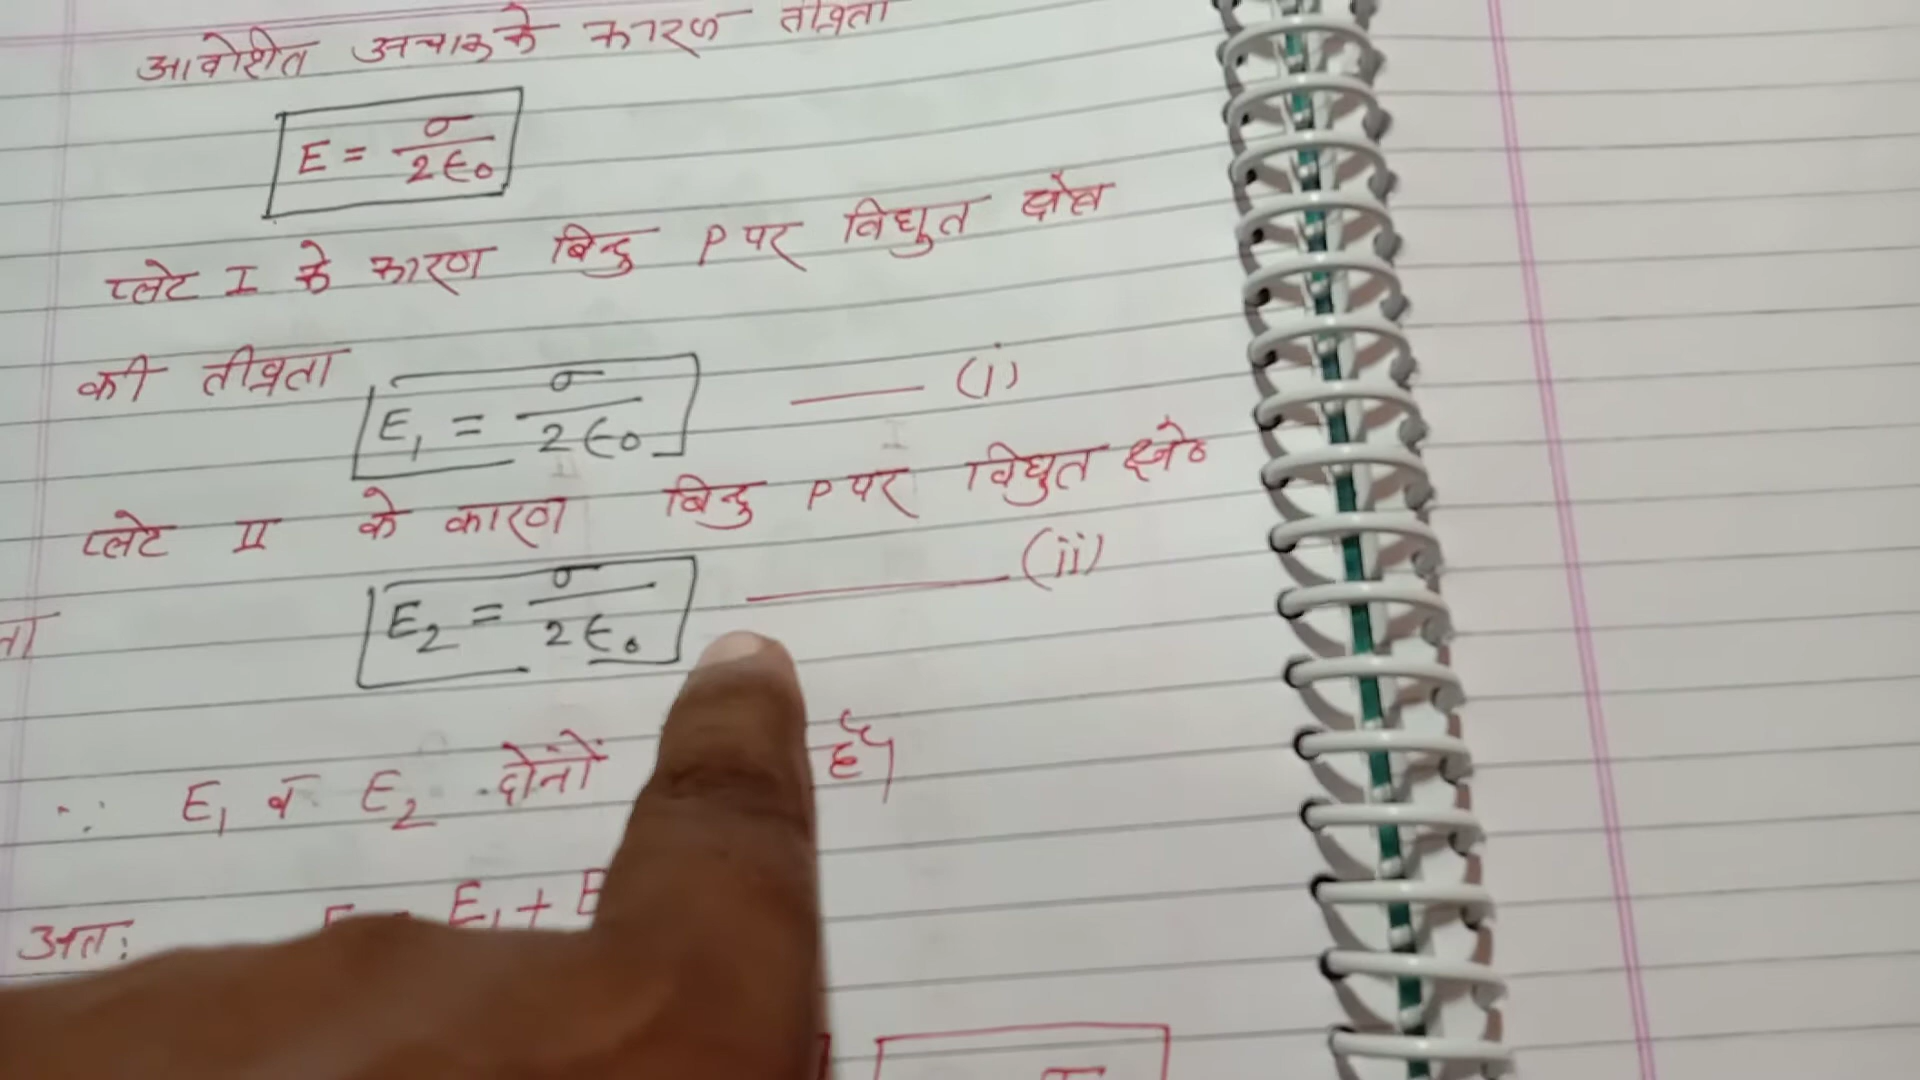 आवेशित अचालक के कारण तीव्रता
E = σ/2ϵ₀
प्लेट I के कारण बिन्दु P पर विधुत क्षेत्र
की तीव्रता E₁ = σ/2ϵ₀ —— (i)
प्लेट II के कारण बिन्दु P पर विधुत क्षेत्र
E₂ = σ/2ϵ₀ —— (ii)
∵ E₁ व E₂ दोनों हैं।
अतः E₁ +